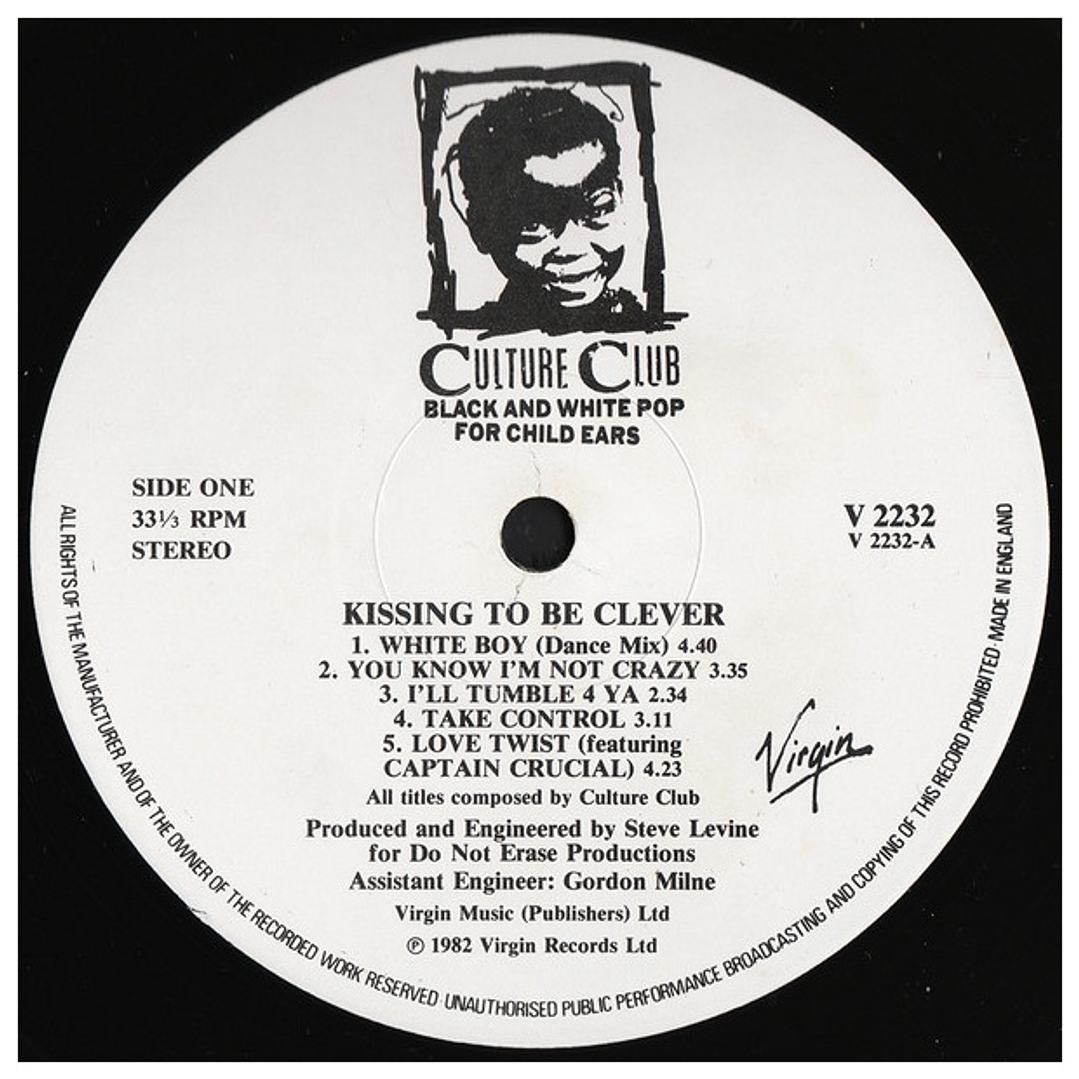 CULTURE CLUB
BLACK AND WHITE POP
FOR CHILD EARS
SIDE ONE
33⅓ RPM
STEREO
V 2232
V 2232-A
KISSING TO BE CLEVER
1. WHITE BOY (Dance Mix) 4.40
2. YOU KNOW I'M NOT CRAZY 3.35
3. I'LL TUMBLE 4 YA 2.34
4. TAKE CONTROL 3.11
5. LOVE TWIST (featuring
CAPTAIN CRUCIAL) 4.23
All titles composed by Culture Club
Produced and Engineered by Steve Levine
for Do Not Erase Productions
Assistant Engineer: Gordon Milne
Virgin Music (Publishers) Ltd
℗ 1982 Virgin Records Ltd
Virgin
ALL RIGHTS OF THE MANUFACTURER AND OF THE OWNER OF THE RECORDED WORK RESERVED · UNAUTHORISED PUBLIC PERFORMANCE BROADCASTING AND COPYING OF THIS RECORD PROHIBITED · MADE IN ENGLAND